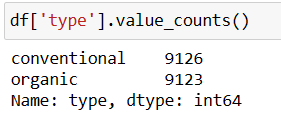 df['type'].value_counts()
conventional    9126
organic         9123
Name: type, dtype: int64